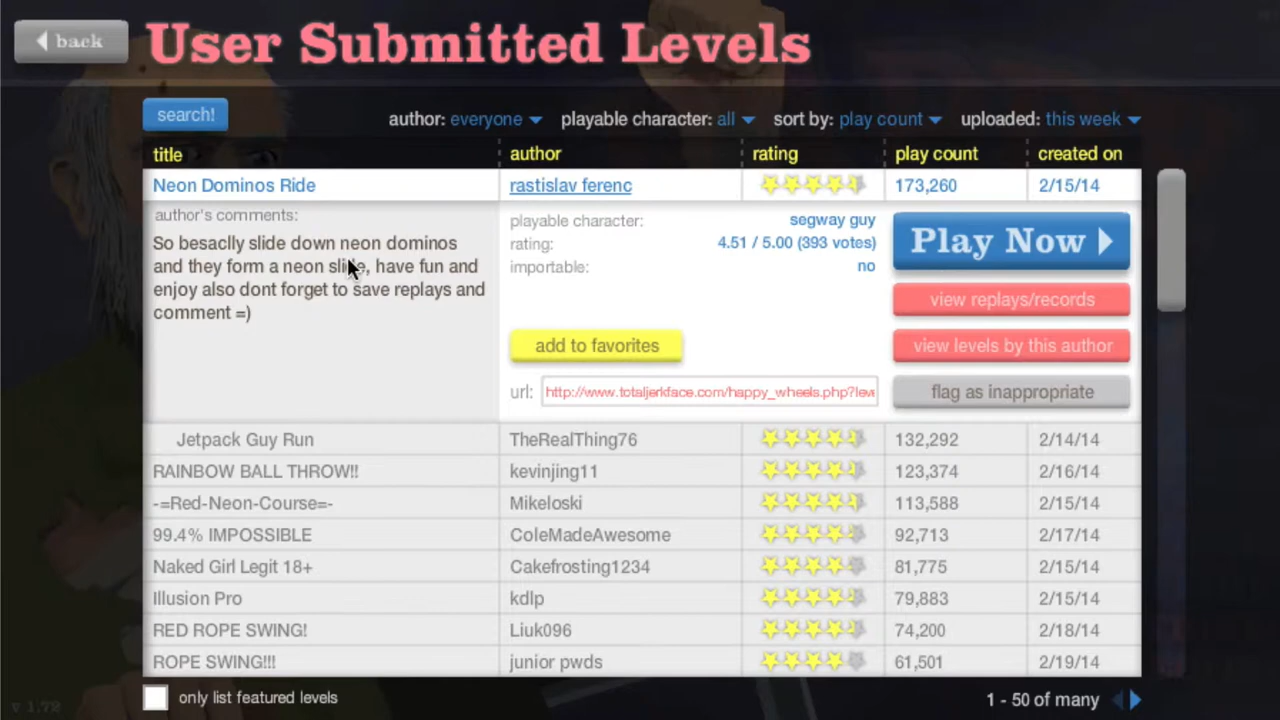 back
User Submitted Levels
search!
author: everyone playable character: all sort by: play count uploaded: this week
title author rating play count created on
Neon Dominos Ride rastislav ferenc 173,260 2/15/14
author's comments:
So besaclly slide down neon dominos
and they form a neon slide, have fun and
enjoy also dont forget to save replays and
comment =)
playable character: segway guy
rating: 4.51 / 5.00 (393 votes)
importable: no
add to favorites
url: http://www.totaljerkface.com/happy_wheels.php?leve
Play Now
view replays/records
view levels by this author
flag as inappropriate
Jetpack Guy Run TheRealThing76 132,292 2/14/14
RAINBOW BALL THROW!! kevinjing11 123,374 2/16/14
-=Red-Neon-Course=- Mikeloski 113,588 2/15/14
99.4% IMPOSSIBLE ColeMadeAwesome 92,713 2/17/14
Naked Girl Legit 18+ Cakefrosting1234 81,775 2/15/14
Illusion Pro kdlp 79,883 2/15/14
RED ROPE SWING! Liuk096 74,200 2/18/14
ROPE SWING!!! junior pwds 61,501 2/19/14
only list featured levels
1 - 50 of many
v 1.72